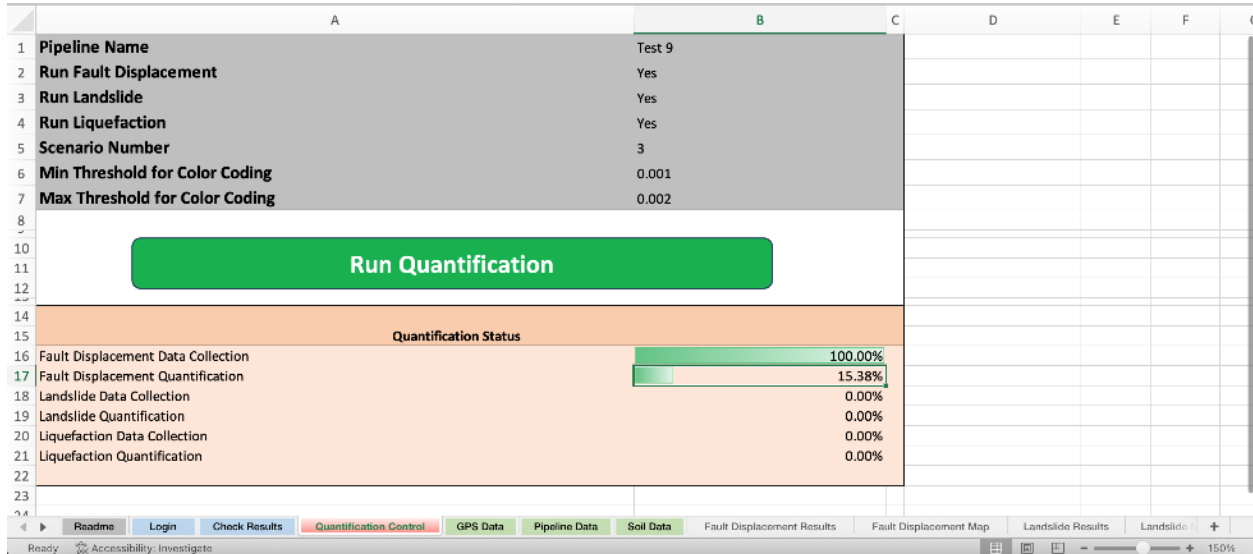 A B C D E F
1 Pipeline Name Test 9
2 Run Fault Displacement Yes
3 Run Landslide Yes
4 Run Liquefaction Yes
5 Scenario Number 3
6 Min Threshold for Color Coding 0.001
7 Max Threshold for Color Coding 0.002
8
10
11 Run Quantification
12
14
15 Quantification Status
16 Fault Displacement Data Collection 100.00%
17 Fault Displacement Quantification 15.38%
18 Landslide Data Collection 0.00%
19 Landslide Quantification 0.00%
20 Liquefaction Data Collection 0.00%
21 Liquefaction Quantification 0.00%
22
23
Readme Login Check Results Quantification Control GPS Data Pipeline Data Soil Data Fault Displacement Results Fault Displacement Map Landslide Results Landslide +
Ready Accessibility: Investigate - + 150%